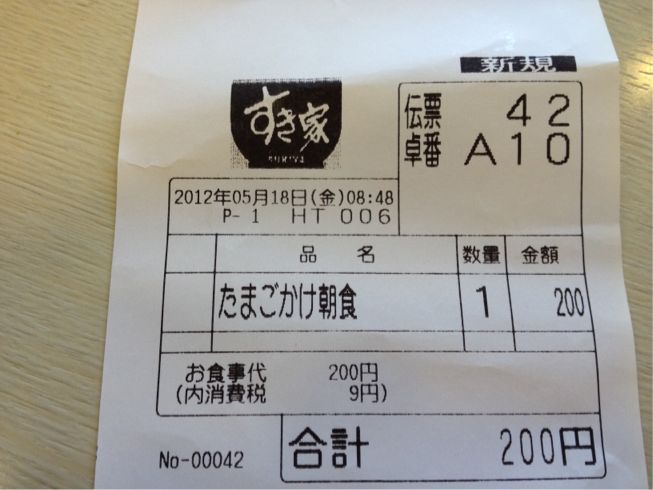 新規
すき家
SUKIYA
伝票 42
卓番 A10
2012年05月18日(金)08:48
P- 1 HT 006
品 名 数量 金額
たまごかけ朝食 1 200
お食事代 200円
(内消費税 9円)
No-00042 合計 200円